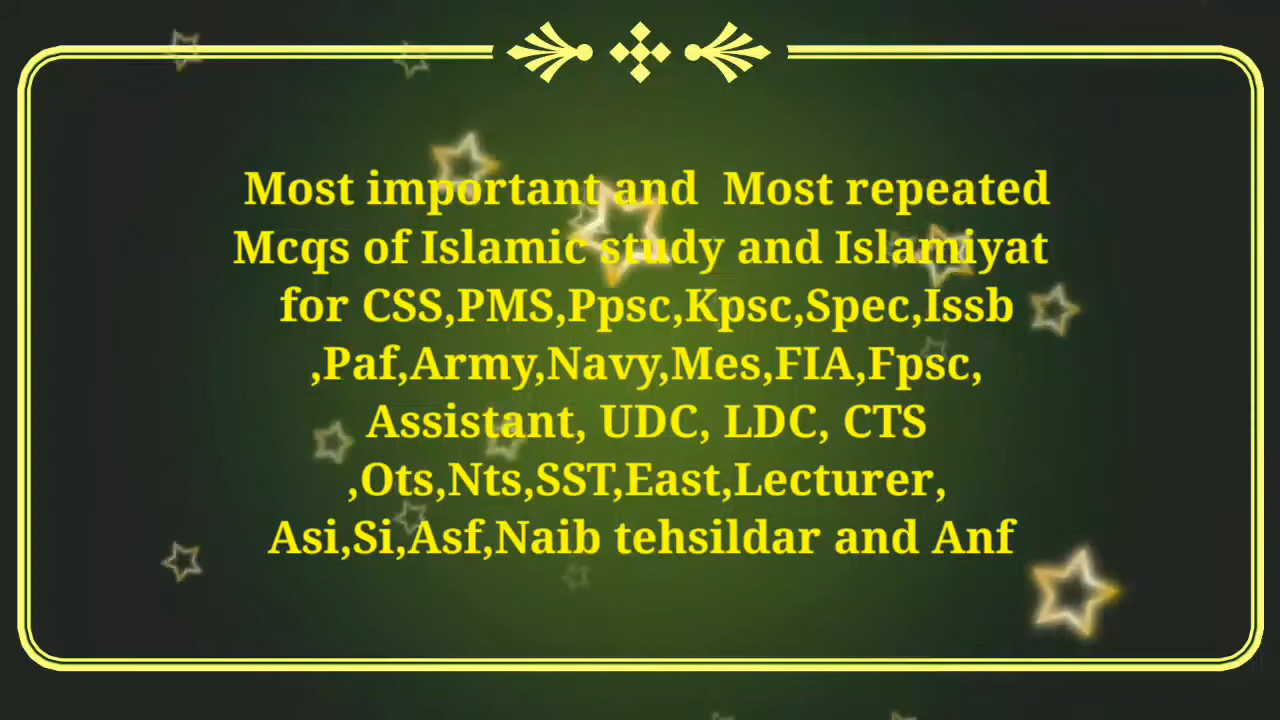 Most important and  Most repeated
Mcqs of Islamic study and Islamiyat
for CSS,PMS,Ppsc,Kpsc,Spec,Issb
,Paf,Army,Navy,Mes,FIA,Fpsc,
Assistant, UDC, LDC, CTS
,Ots,Nts,SST,East,Lecturer,
Asi,Si,Asf,Naib tehsildar and Anf